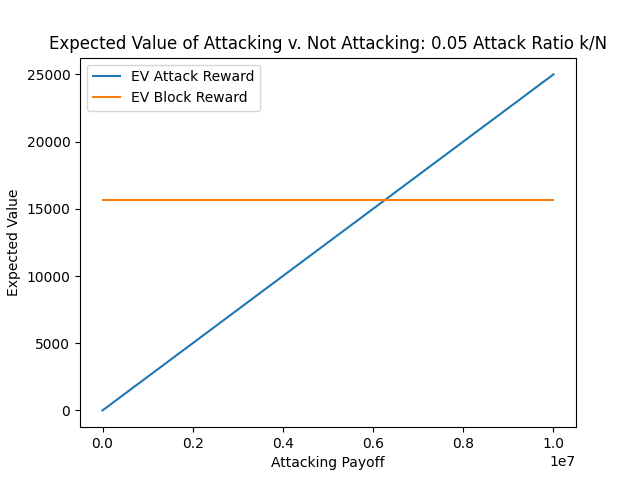 Expected Value of Attacking v. Not Attacking: 0.05 Attack Ratio k/N
EV Attack Reward
EV Block Reward
25000
20000
15000
10000
5000
0
Expected Value
0.0 0.2 0.4 0.6 0.8 1.0
1e7
Attacking Payoff